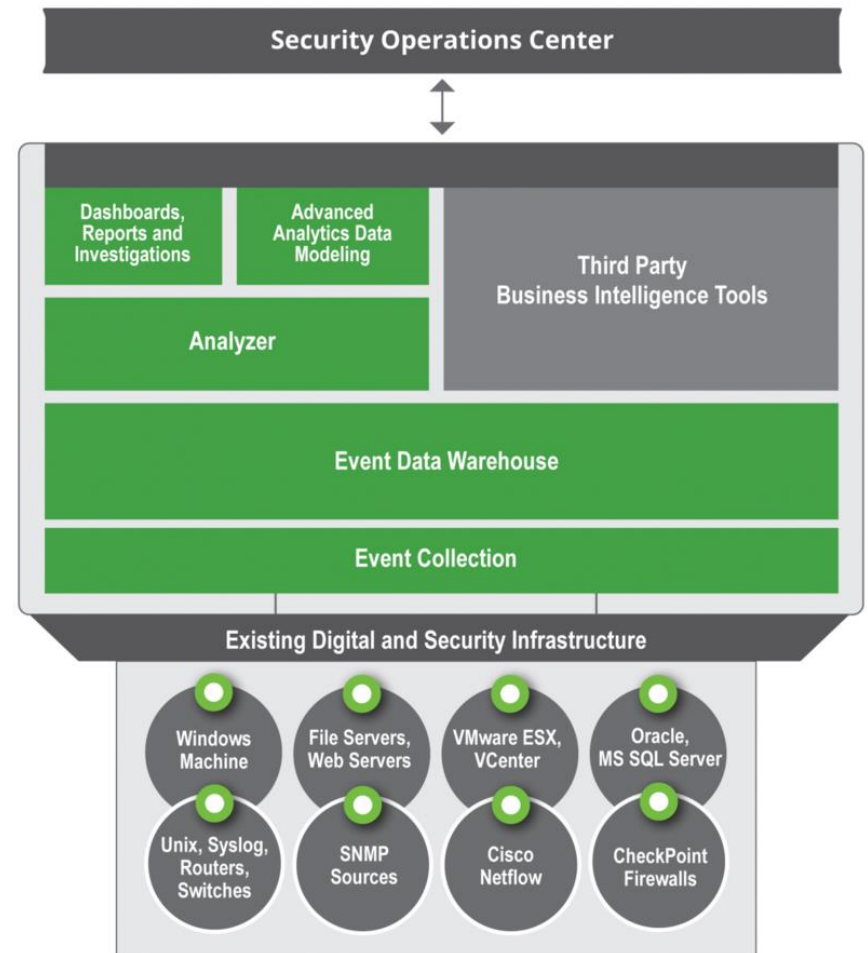 Security Operations Center
Dashboards,
Reports and
Investigations
Advanced
Analytics Data
Modeling
Third Party
Business Intelligence Tools
Analyzer
Event Data Warehouse
Event Collection
Existing Digital and Security Infrastructure
Windows
Machine
File Servers,
Web Servers
VMware ESX,
VCenter
Oracle,
MS SQL Server
Unix, Syslog,
Routers,
Switches
SNMP
Sources
Cisco
Netflow
CheckPoint
Firewalls